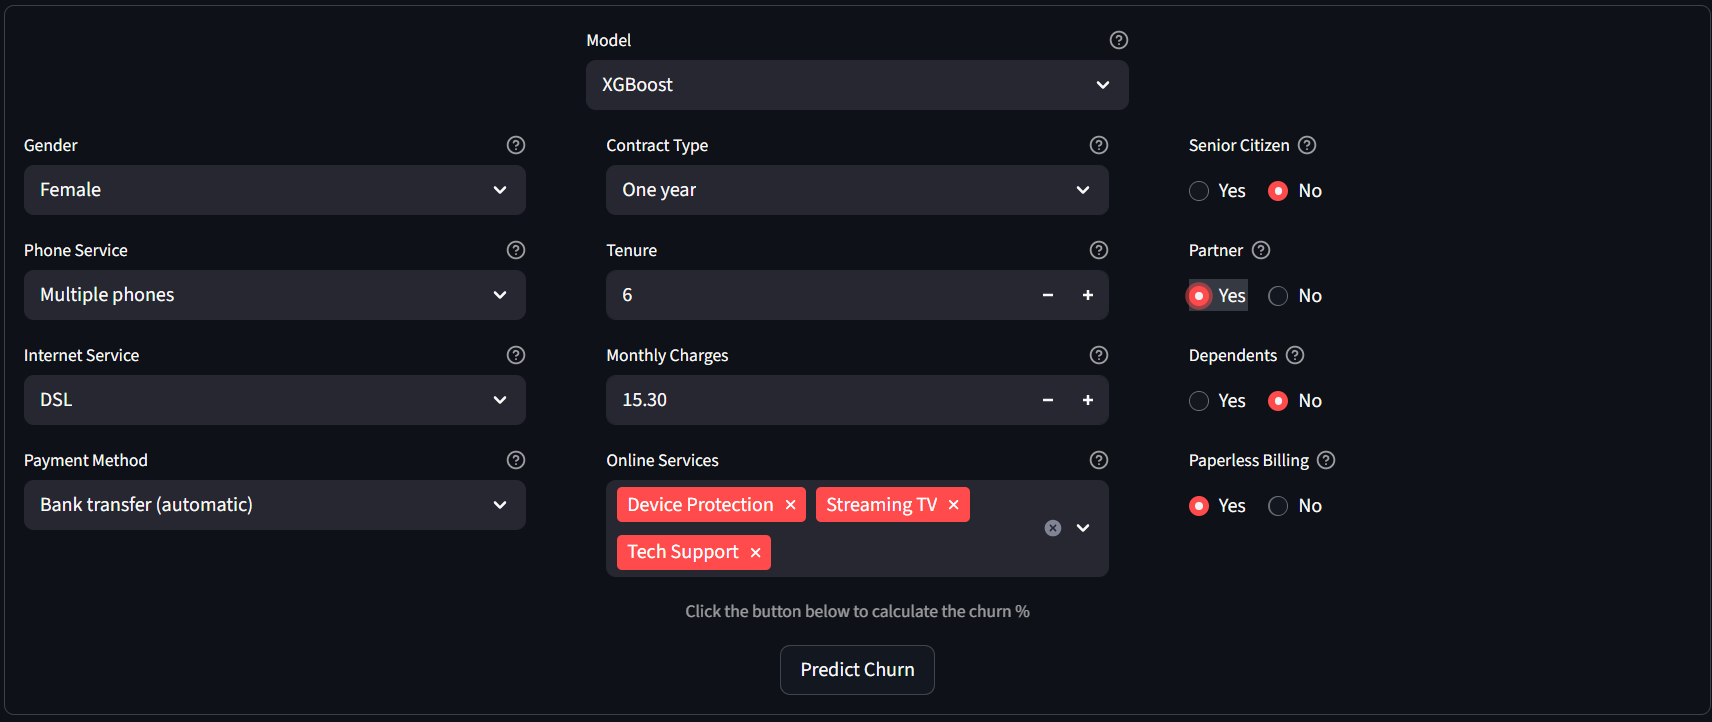 Model
XGBoost
Gender
Contract Type
Senior Citizen
Female
One year
Yes No
Phone Service
Tenure
Partner
Multiple phones
6
Yes No
Internet Service
Monthly Charges
Dependents
DSL
15.30
Yes No
Payment Method
Online Services
Paperless Billing
Bank transfer (automatic)
Device Protection Streaming TV
Tech Support
Yes No
Click the button below to calculate the churn %
Predict Churn